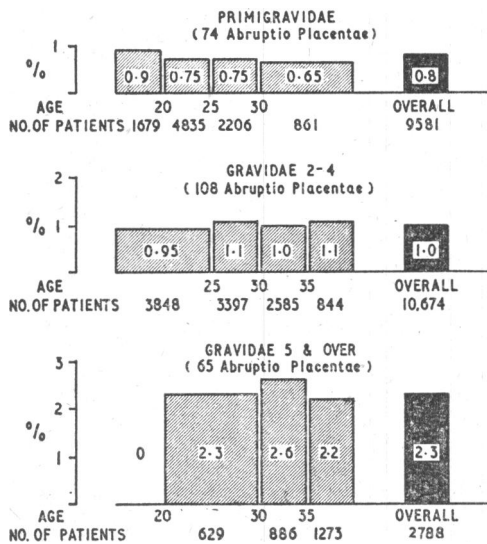 PRIMIGRAVIDAE
(74 Abruptio Placentae)
1
%
0·9 0·75 0·75 0·65 0·8
AGE 20 25 30 OVERALL
NO. OF PATIENTS 1679 4835 2206 861 9581
GRAVIDAE 2-4
(108 Abruptio Placentae)
2
% 1
0·95 1·1 1·0 1·1 1·0
AGE 25 30 35 OVERALL
NO. OF PATIENTS 3848 3397 2585 844 10,674
GRAVIDAE 5 & OVER
(65 Abruptio Placentae)
3
2
%
1
0 2·3 2·6 2·2 2·3
AGE 20 30 35 OVERALL
NO. OF PATIENTS 629 886 1273 2788